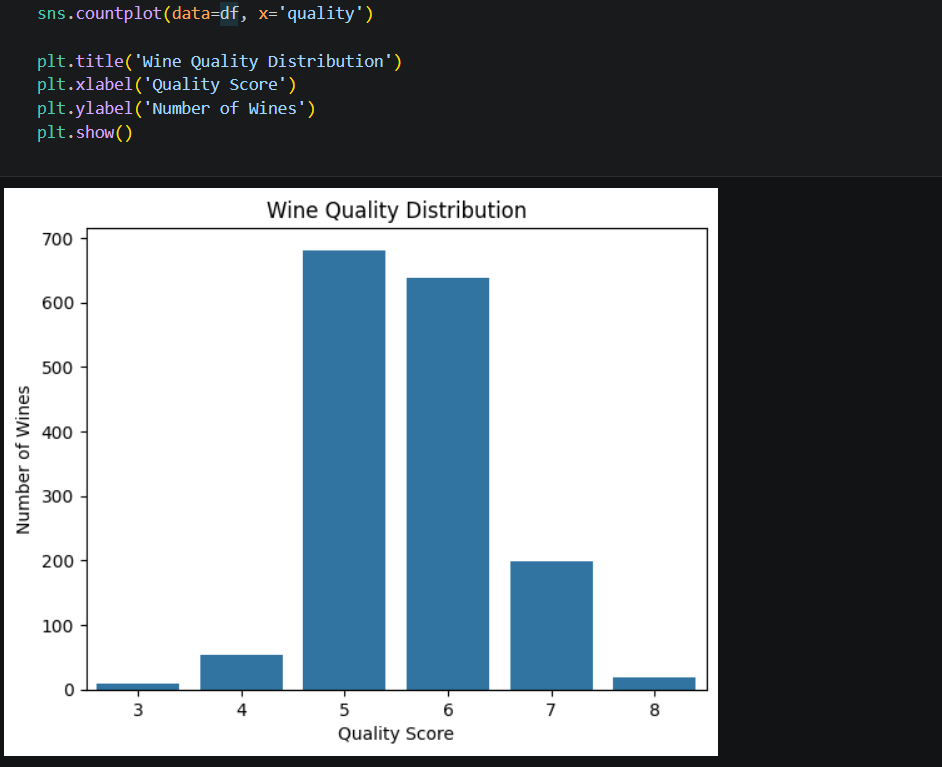 sns.countplot(data=df, x='quality')
plt.title('Wine Quality Distribution')
plt.xlabel('Quality Score')
plt.ylabel('Number of Wines')
plt.show()
Wine Quality Distribution
700
600
500
400
300
200
100
0
Number of Wines
3 4 5 6 7 8
Quality Score